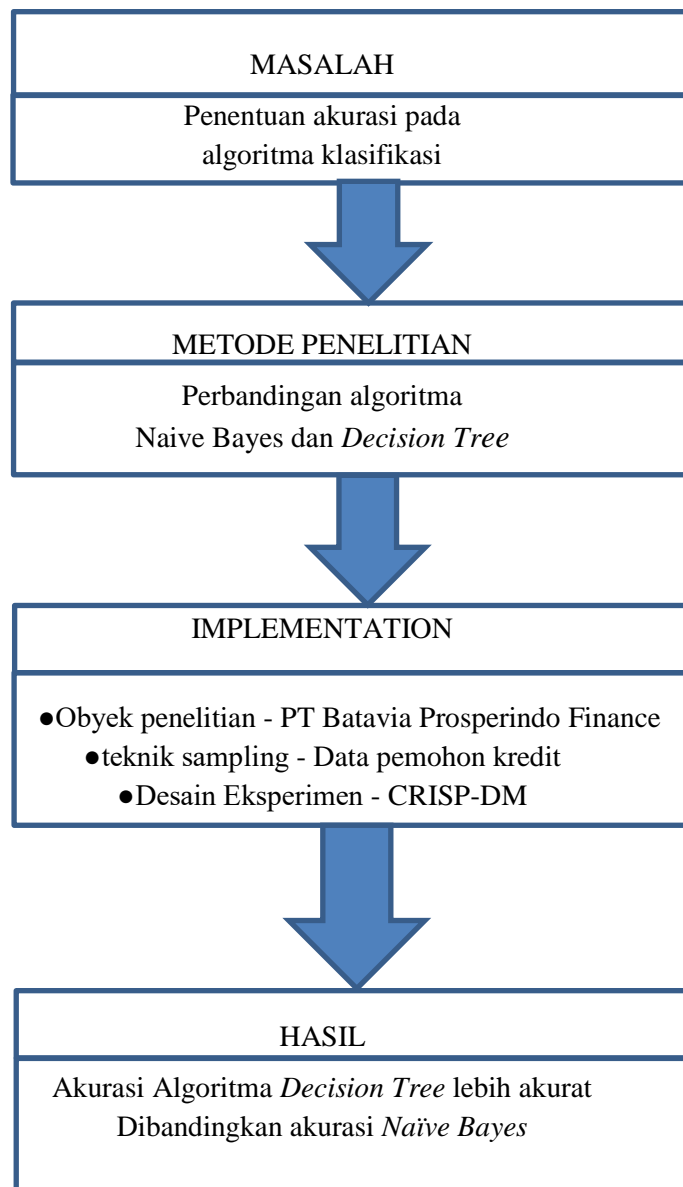 MASALAH
Penentuan akurasi pada
algoritma klasifikasi
METODE PENELITIAN
Perbandingan algoritma
Naive Bayes dan Decision Tree
IMPLEMENTATION
●Obyek penelitian - PT Batavia Prosperindo Finance
●teknik sampling - Data pemohon kredit
●Desain Eksperimen - CRISP-DM
HASIL
Akurasi Algoritma Decision Tree lebih akurat
Dibandingkan akurasi Naïve Bayes